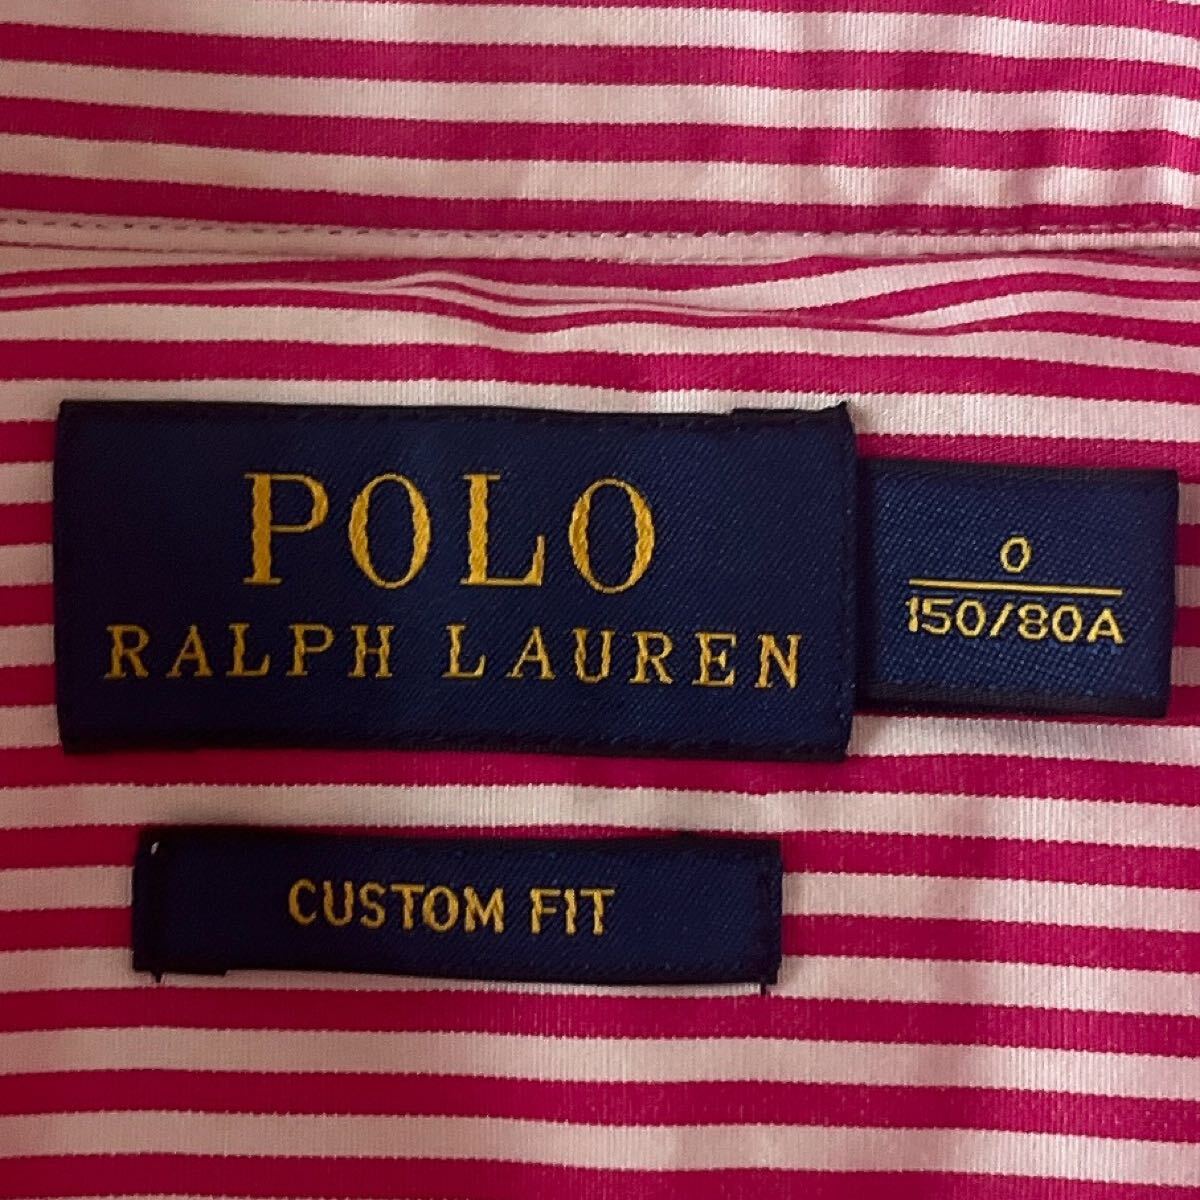 POLO
RALPH LAUREN
0
150/80A
CUSTOM FIT